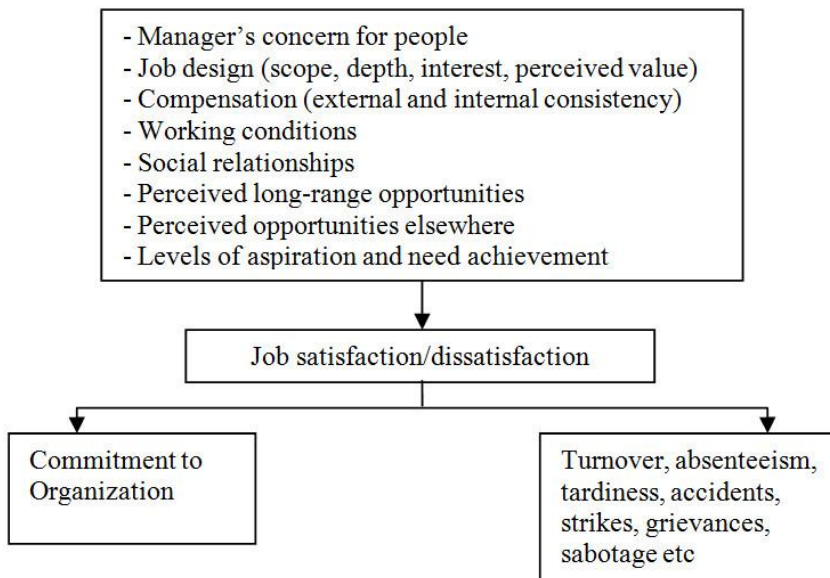 - Manager’s concern for people
- Job design (scope, depth, interest, perceived value)
- Compensation (external and internal consistency)
- Working conditions
- Social relationships
- Perceived long-range opportunities
- Perceived opportunities elsewhere
- Levels of aspiration and need achievement
Job satisfaction/dissatisfaction
Commitment to
Organization
Turnover, absenteeism,
tardiness, accidents,
strikes, grievances,
sabotage etc